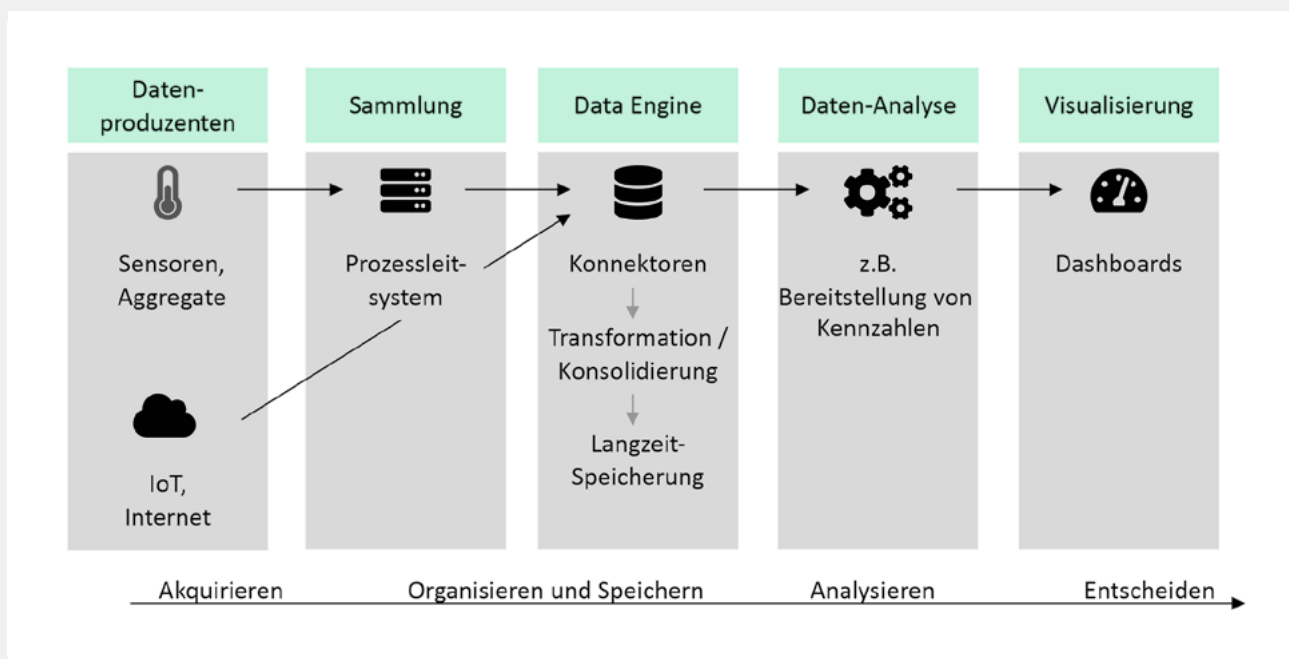 Daten-
produzenten
Sammlung
Data Engine
Daten-Analyse
Visualisierung
Sensoren,
Aggregate
IoT,
Internet
Prozessleit-
system
Konnektoren
Transformation /
Konsolidierung
Langzeit-
Speicherung
z.B.
Bereitstellung von
Kennzahlen
Dashboards
Akquirieren
Organisieren und Speichern
Analysieren
Entscheiden